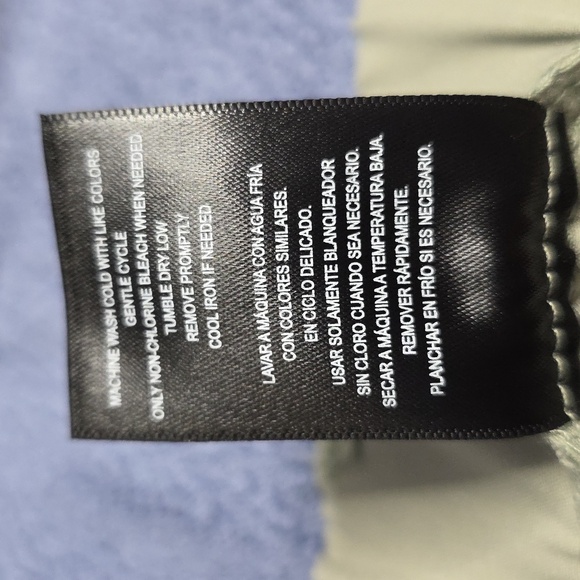 MACHINE WASH COLD WITH LIKE COLORS
GENTLE CYCLE
ONLY NON-CHLORINE BLEACH WHEN NEEDED
TUMBLE DRY LOW
REMOVE PROMPTLY
COOL IRON IF NEEDED
LAVAR A MÁQUINA CON AGUA FRÍA
CON COLORES SIMILARES.
EN CICLO DELICADO.
USAR SOLAMENTE BLANQUEADOR
SIN CLORO CUANDO SEA NECESARIO.
SECAR A MÁQUINA A TEMPERATURA BAJA.
REMOVER RÁPIDAMENTE.
PLANCHAR EN FRÍO SI ES NECESARIO.